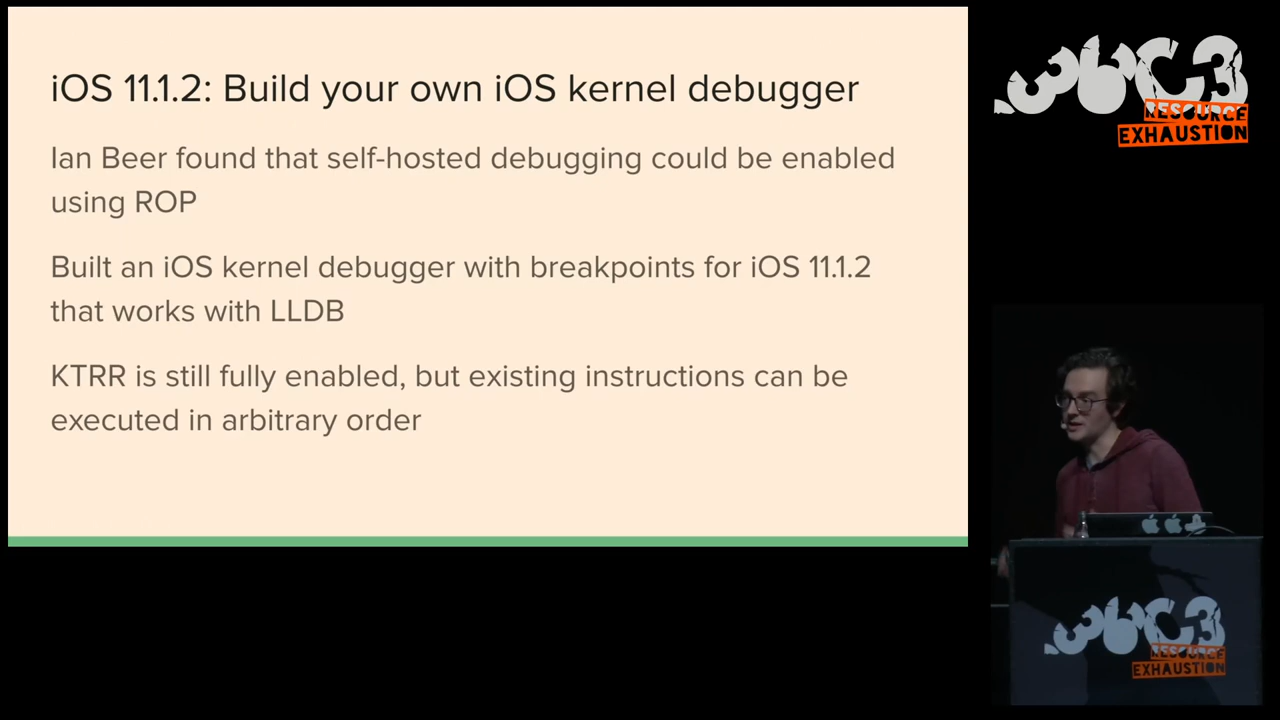 iOS 11.1.2: Build your own iOS kernel debugger
Ian Beer found that self-hosted debugging could be enabled
using ROP
Built an iOS kernel debugger with breakpoints for iOS 11.1.2
that works with LLDB
KTRR is still fully enabled, but existing instructions can be
executed in arbitrary order
36C3
RESOURCE
EXHAUSTION
36C3
RESOURCE
EXHAUSTION